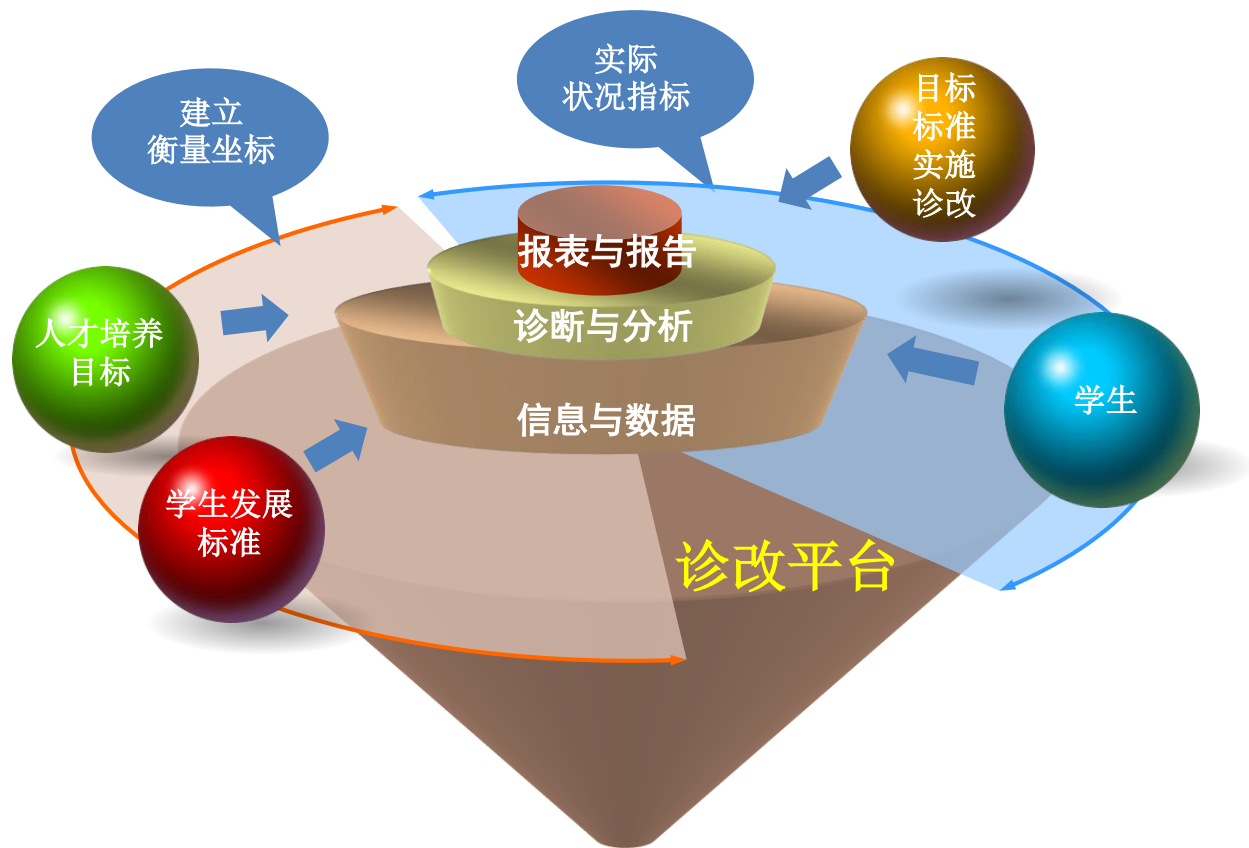 实际
状况指标
建立
衡量坐标
目标
标准
实施
诊改
报表与报告
诊断与分析
信息与数据
人才培养
目标
学生
学生发展
标准
诊改平台